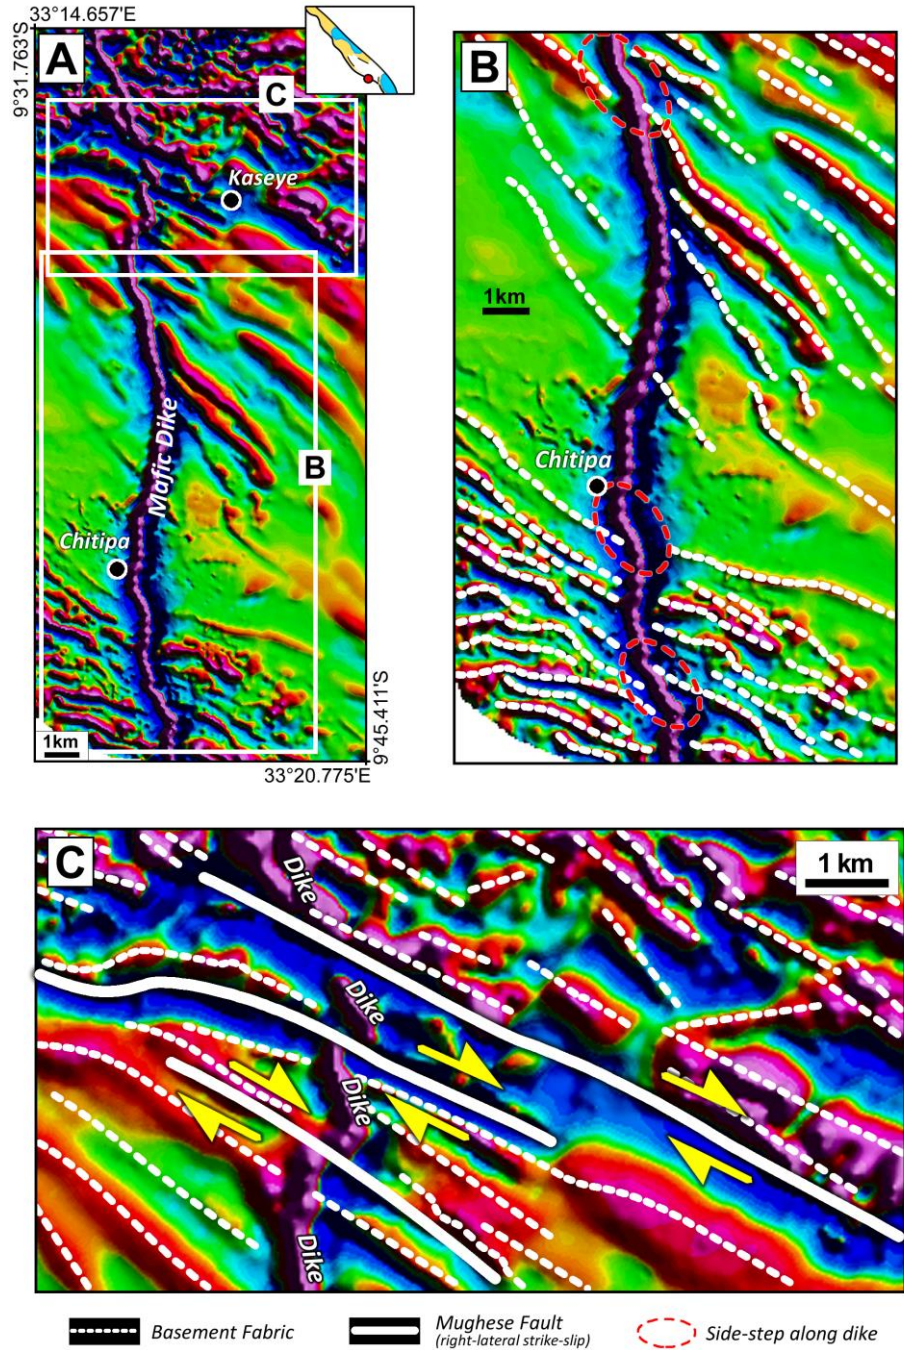 33°14.657'E
9°31.763'S
A
C
Kaseye
B
Mafic Dike
Chitipa
1km
9°45.411'S
33°20.775'E
B
1km
Chitipa
C
1 km
Dike
Dike
Dike
Dike
Basement Fabric
Mughese Fault
(right-lateral strike-slip)
Side-step along dike